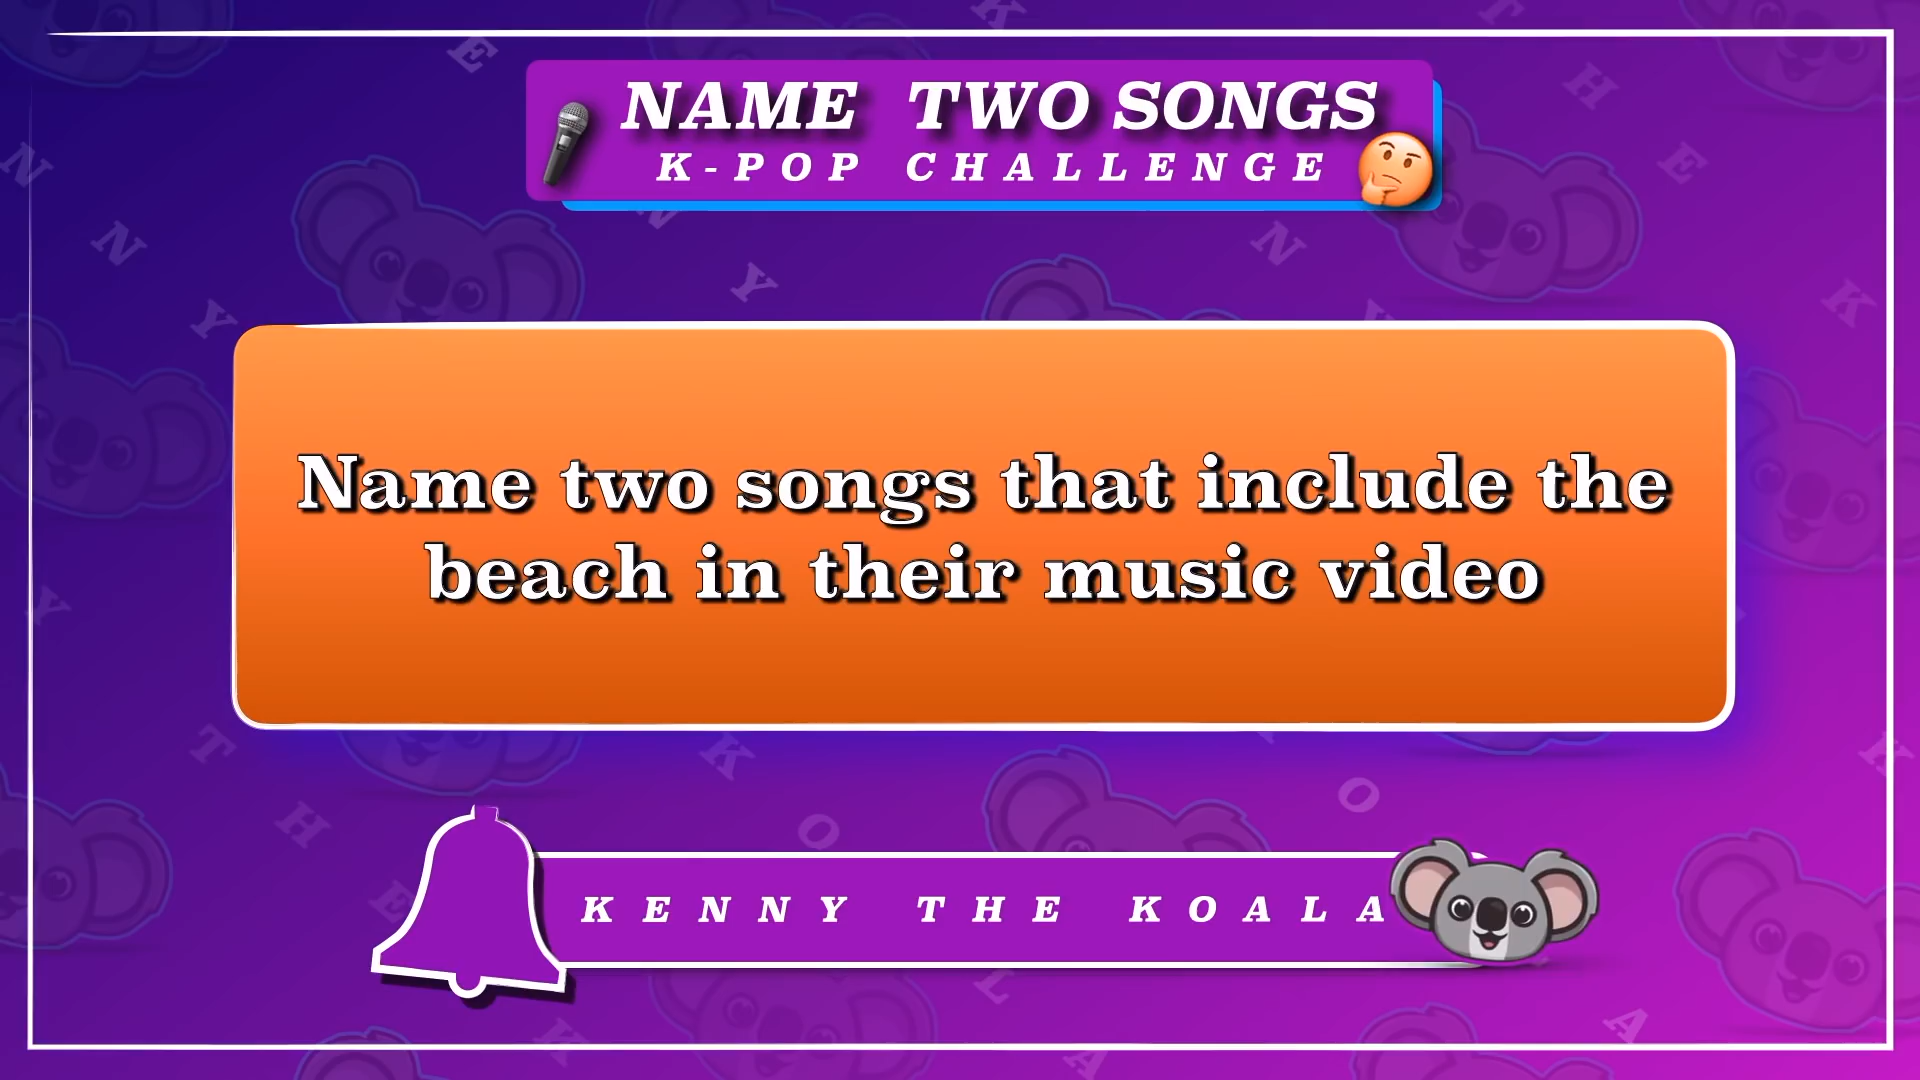 NAME TWO SONGS
K-POP CHALLENGE
Name two songs that include the
beach in their music video
KENNY THE KOALA